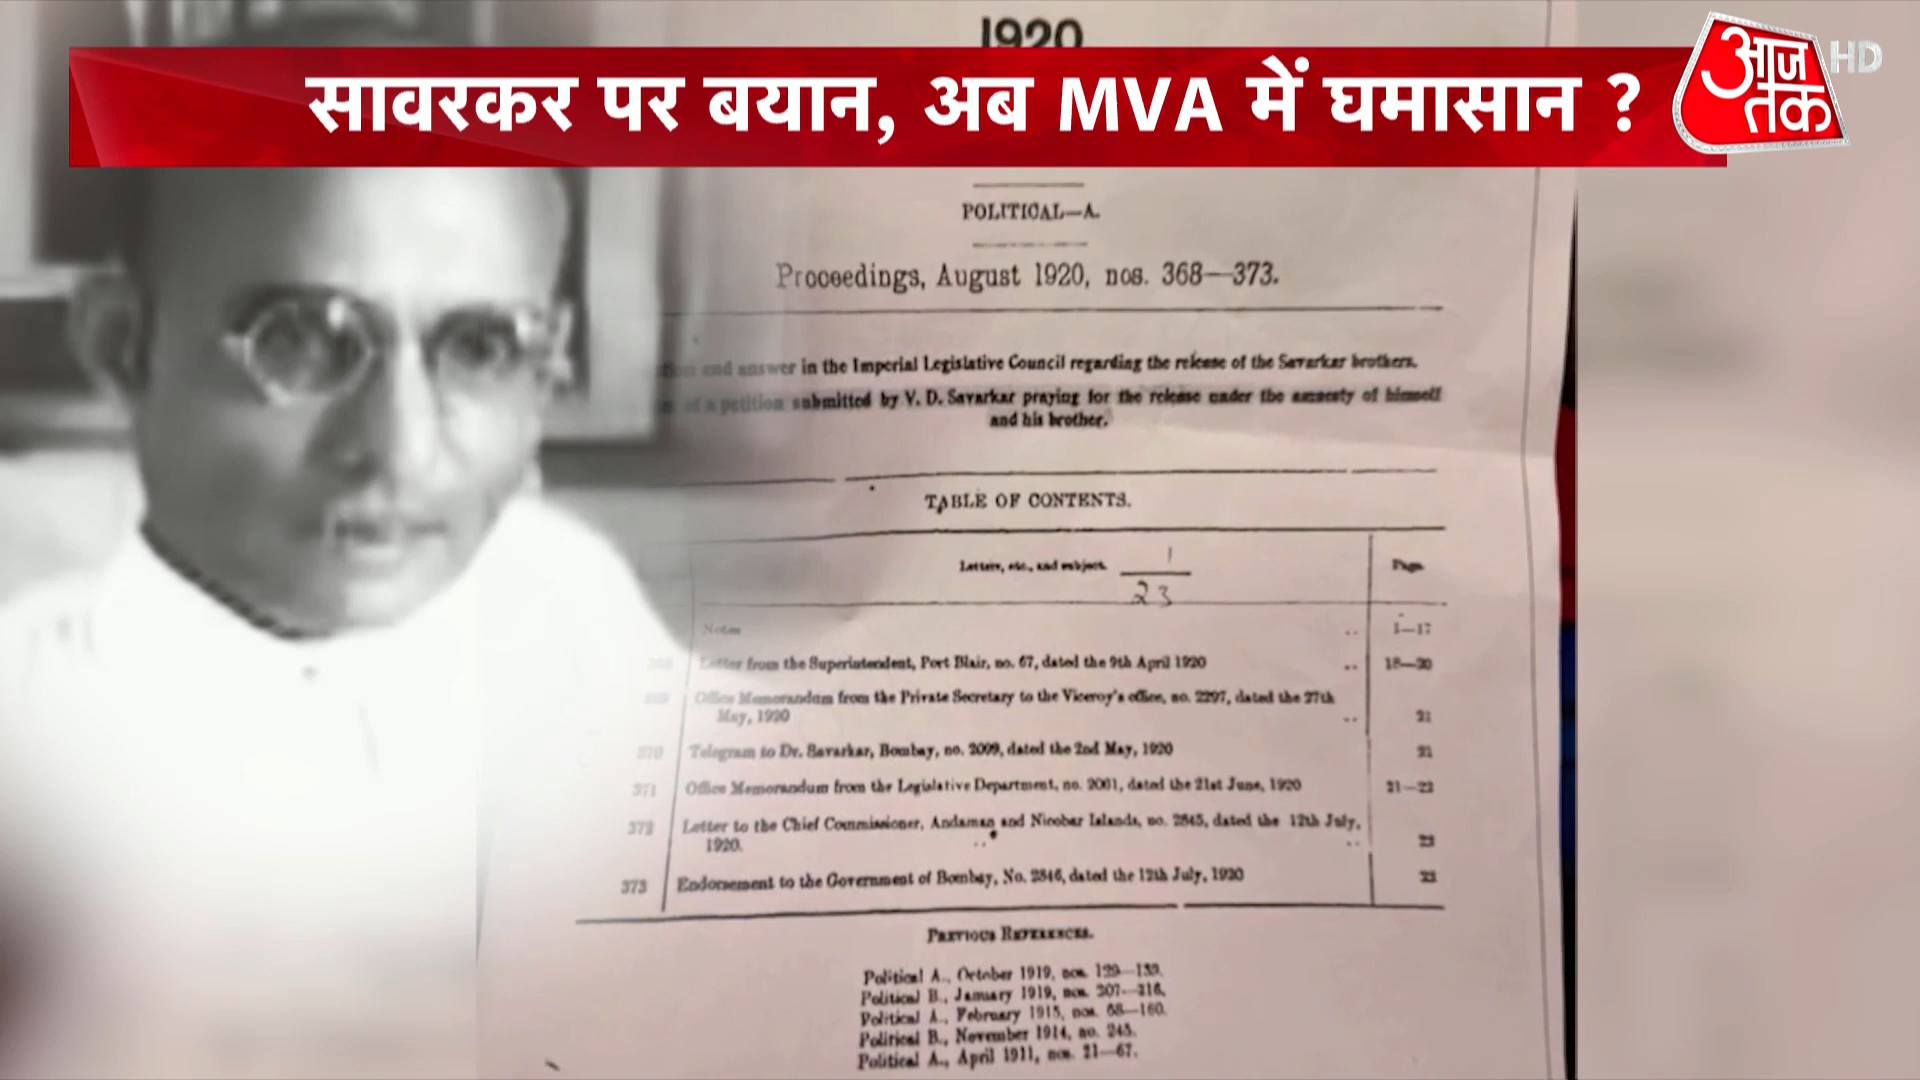 1920
सावरकर पर बयान, अब MVA में घमासान ?
आज
तक
HD
POLITICAL—A.
Proceedings, August 1920, nos. 368—373.
and answer in the Imperial Legislative Council regarding the release of the Savarkar brothers.
of a petition submitted by V. D. Savarkar praying for the release under the amnesty of himself
and his brother.
TABLE OF CONTENTS.
Letters, etc., and subject.
Page
1
23
Notes .. 1—17
368 Letter from the Superintendent, Port Blair, no. 67, dated the 9th April 1920 .. 18—20
369 Office Memorandum from the Private Secretary to the Viceroy's office, no. 2297, dated the 27th
May, 1920 .. 21
370 Telegram to Dr. Savarkar, Bombay, no. 2009, dated the 2nd May, 1920 21
371 Office Memorandum from the Legislative Department, no. 2061, dated the 21st June, 1920 21—22
372 Letter to the Chief Commissioner, Andaman and Nicobar Islands, no. 2845, dated the 12th July,
1920. .. .. 23
373 Endorsement to the Government of Bombay, No. 2846, dated the 12th July, 1920 23
PREVIOUS REFERENCES.
Political A., October 1919, nos. 129—133.
Political B., January 1919, nos. 207—216.
Political A., February 1915, nos. 68—160.
Political B., November 1914, no. 245.
Political A., April 1911, nos. 21—67.